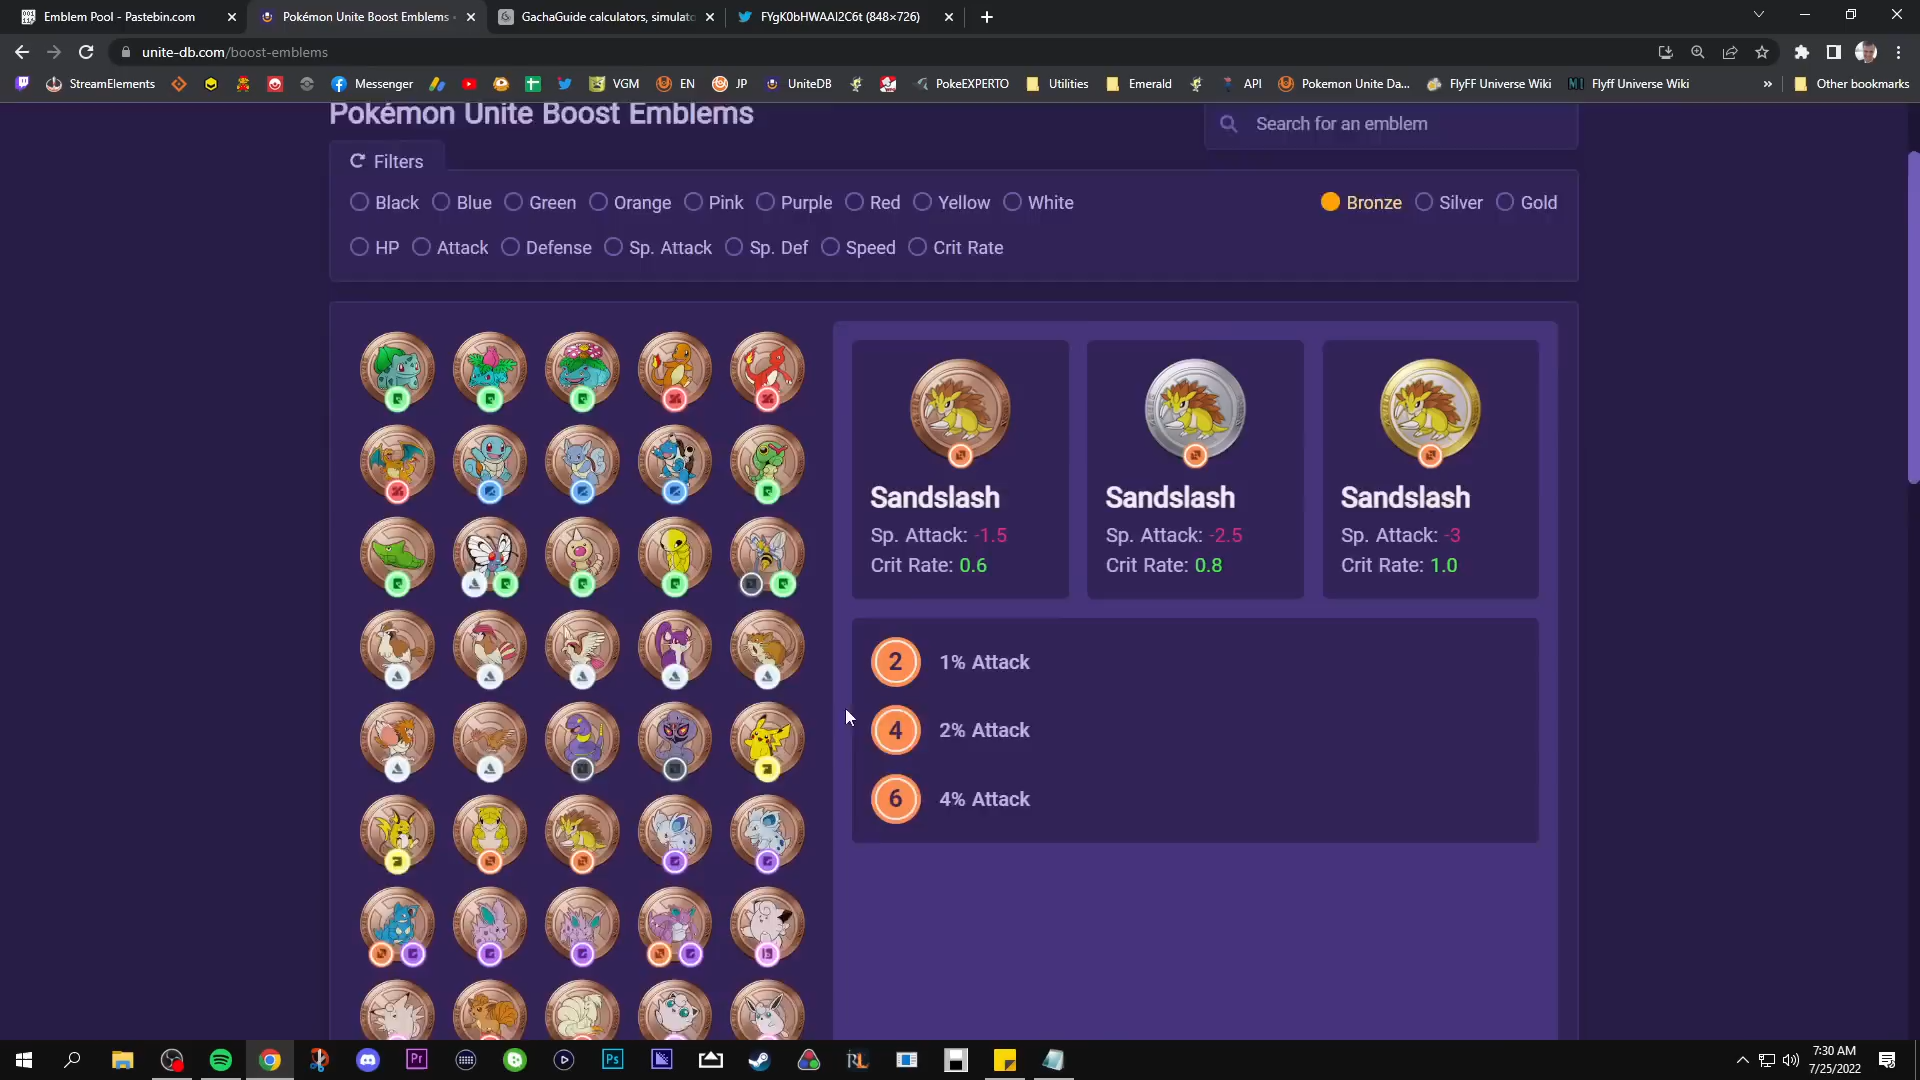 Emblem Pool - Pastebin.com
Pokémon Unite Boost Emblems
GachaGuide calculators, simulato
FYgK0bHWAAI2C6t (848×726)
unite-db.com/boost-emblems
StreamElements
Messenger
VGM
EN
JP
UniteDB
PokeEXPERTO
Utilities
Emerald
API
Pokemon Unite Da...
FlyFF Universe Wiki
Flyff Universe Wiki
»
Other bookmarks
Pokémon Unite Boost Emblems
Search for an emblem
Filters
Black Blue Green Orange Pink Purple Red Yellow White
Bronze Silver Gold
HP Attack Defense Sp. Attack Sp. Def Speed Crit Rate
Sandslash
Sp. Attack: -1.5
Crit Rate: 0.6
Sandslash
Sp. Attack: -2.5
Crit Rate: 0.8
Sandslash
Sp. Attack: -3
Crit Rate: 1.0
2 1% Attack
4 2% Attack
6 4% Attack
Pr
Ps
7:30 AM
7/25/2022